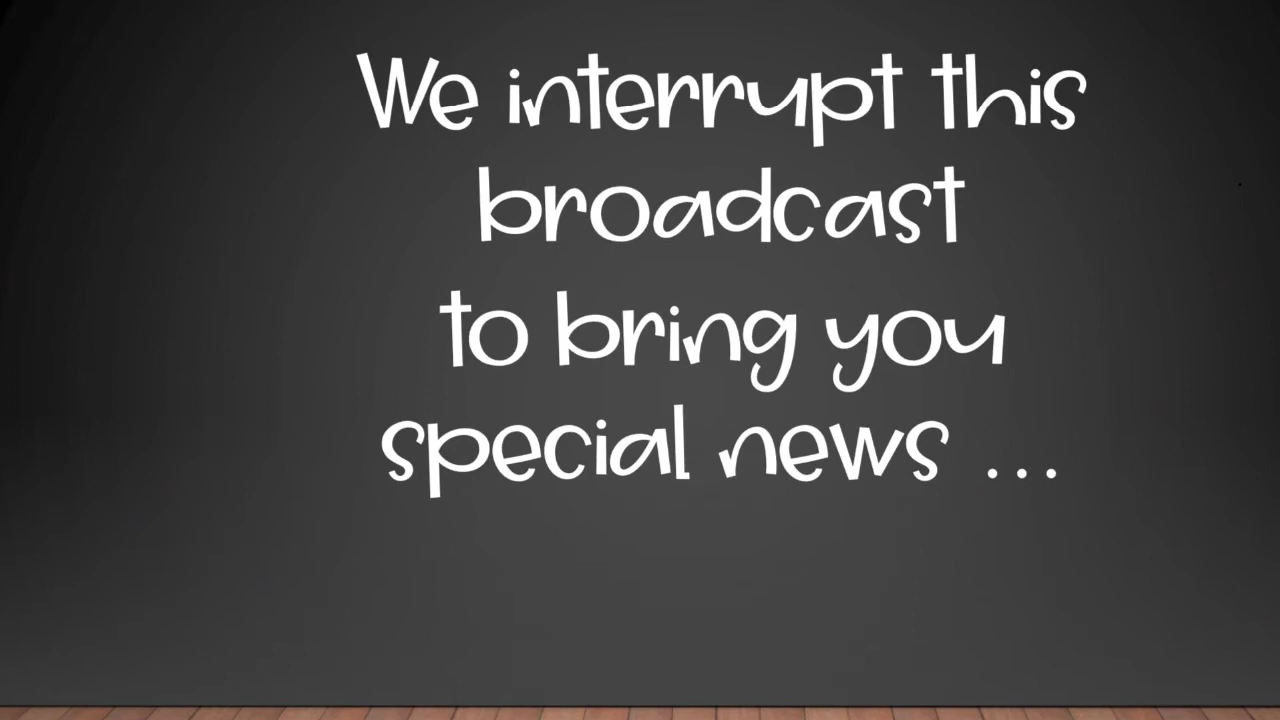 We interrupt this
broadcast
to bring you
special news ...